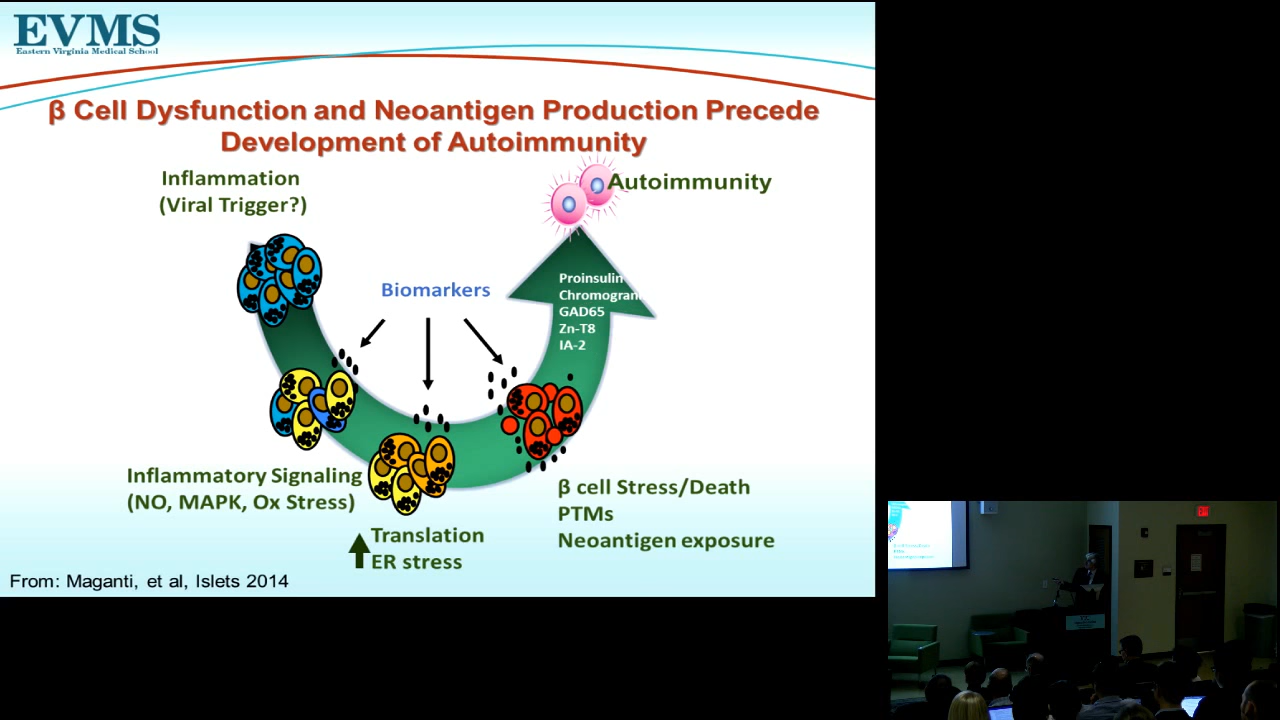 EVMS
Eastern Virginia Medical School
β Cell Dysfunction and Neoantigen Production Precede
Development of Autoimmunity
Inflammation
(Viral Trigger?)
Autoimmunity
Biomarkers
Proinsulin
Chromogran
GAD65
Zn-T8
IA-2
Inflammatory Signaling
(NO, MAPK, Ox Stress)
Translation
ER stress
β cell Stress/Death
PTMs
Neoantigen exposure
From: Maganti, et al, Islets 2014